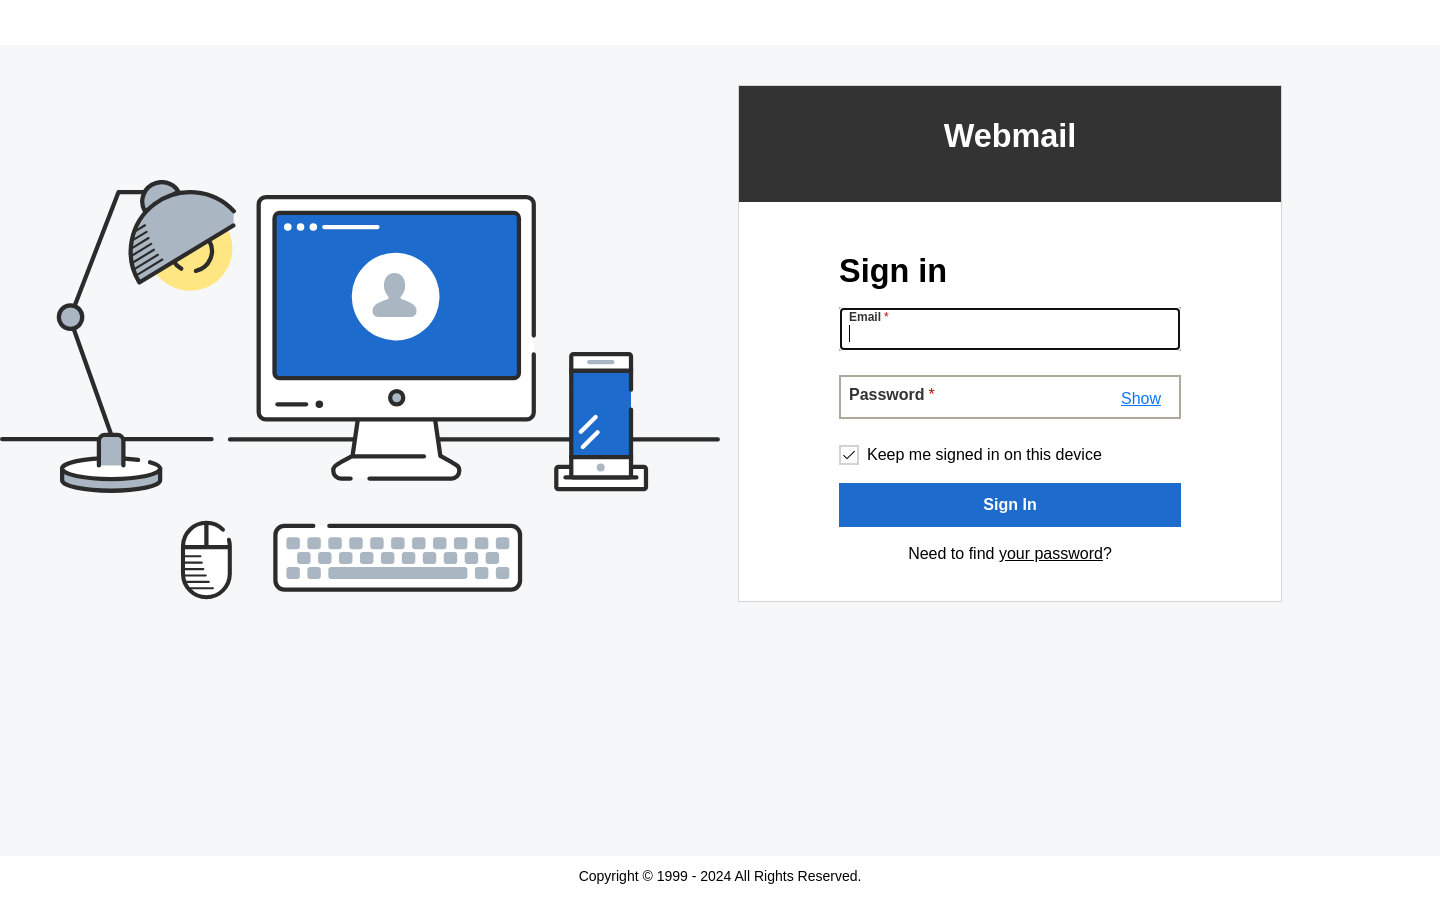 Webmail
Sign in
Email *
Password *
Show
Keep me signed in on this device
Sign In
Need to find your password?
Copyright © 1999 - 2024 All Rights Reserved.